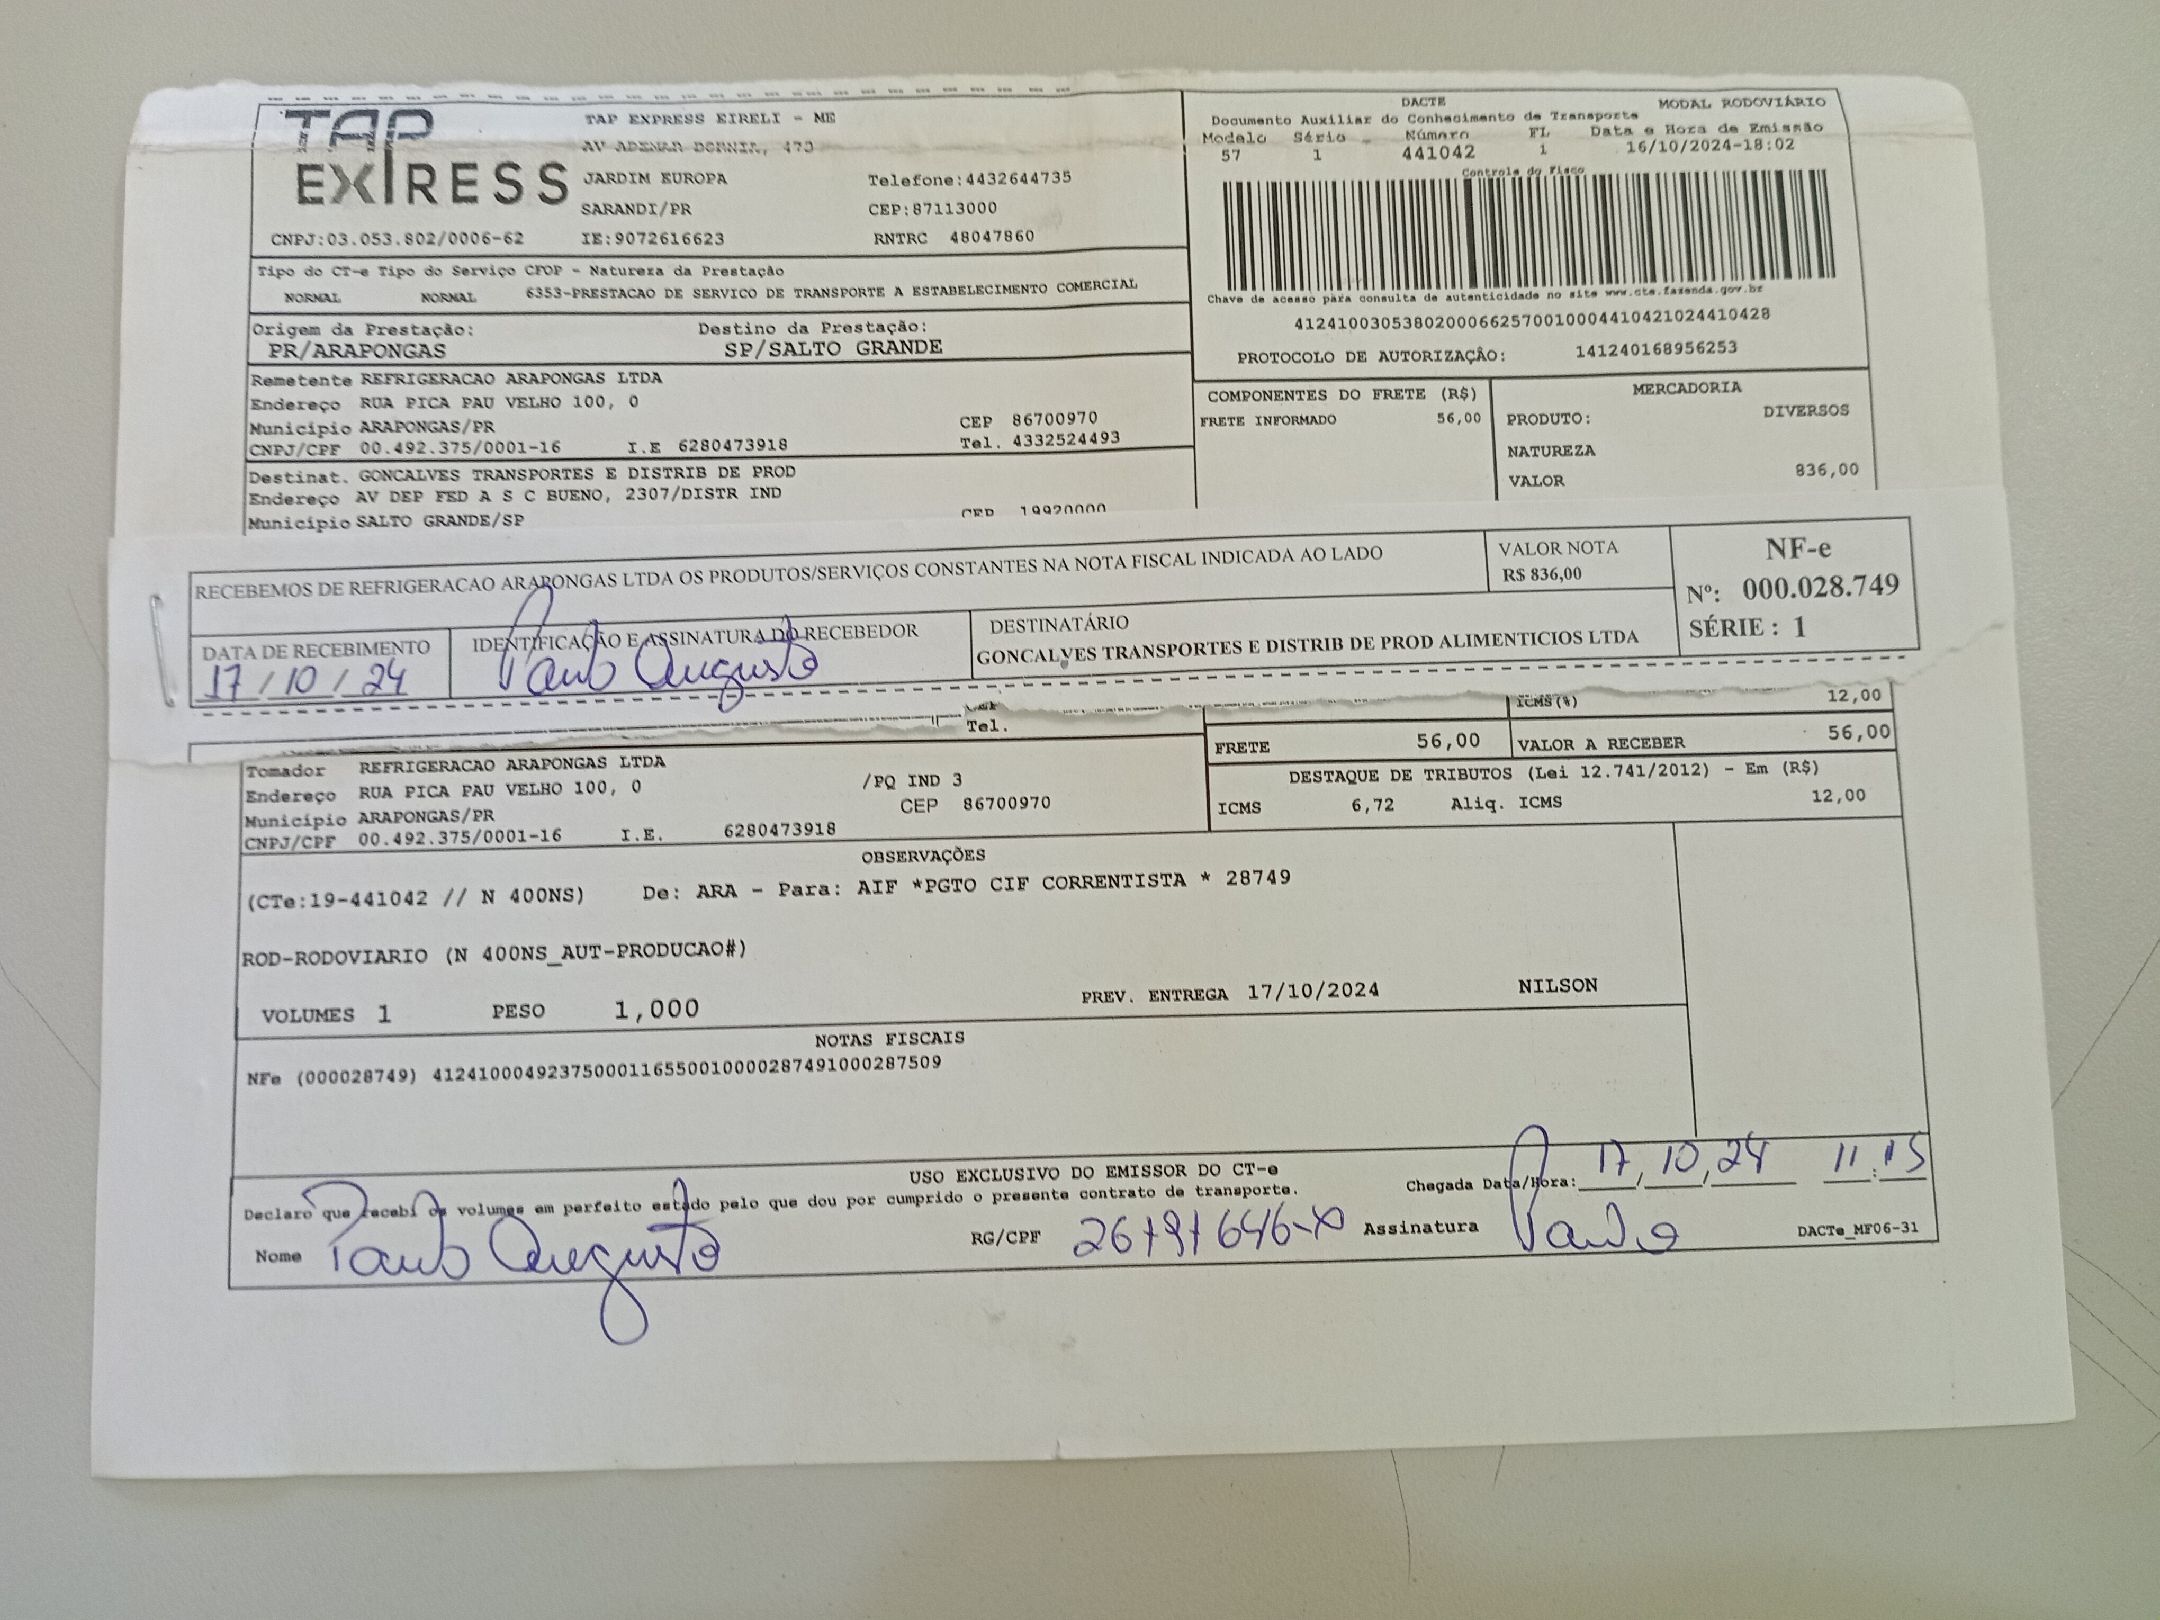 TAP EXPRESS
TAP EXPRESS EIRELI - ME
AV ADEMAR BORNIA, 473
JARDIM EUROPA Telefone:4432644735
SARANDI/PR CEP:87113000
CNPJ:03.053.802/0006-62 IE:9072616623 RNTRC 48047860
DACTE MODAL RODOVIÁRIO
Documento Auxiliar do Conhecimento de Transporte
Modelo Série Número FL Data e Hora de Emissão
57 1 441042 1 16/10/2024-18:02
Controle do Fisco
Chave de acesso para consulta de autenticidade no site www.cte.fazenda.gov.br
41241003053802000662570010004410421024410428
PROTOCOLO DE AUTORIZAÇÃO: 141240168956253
Tipo do CT-e Tipo do Serviço CFOP - Natureza da Prestação
NORMAL NORMAL 6353-PRESTACAO DE SERVICO DE TRANSPORTE A ESTABELECIMENTO COMERCIAL
Origem da Prestação: Destino da Prestação:
PR/ARAPONGAS SP/SALTO GRANDE
Remetente REFRIGERACAO ARAPONGAS LTDA
Endereço RUA PICA PAU VELHO 100, 0
Município ARAPONGAS/PR CEP 86700970
CNPJ/CPF 00.492.375/0001-16 I.E 6280473918 Tel. 4332524493
COMPONENTES DO FRETE (R$)
FRETE INFORMADO 56,00
MERCADORIA
PRODUTO: DIVERSOS
NATUREZA
VALOR 836,00
Destinat. GONCALVES TRANSPORTES E DISTRIB DE PROD
Endereço AV DEP FED A S C BUENO, 2307/DISTR IND
Município SALTO GRANDE/SP CEP 19920000
RECEBEMOS DE REFRIGERACAO ARAPONGAS LTDA OS PRODUTOS/SERVIÇOS CONSTANTES NA NOTA FISCAL INDICADA AO LADO
VALOR NOTA
R$ 836,00
NF-e
Nº: 000.028.749
SÉRIE : 1
DATA DE RECEBIMENTO
17/10/24
IDENTIFICAÇÃO E ASSINATURA DO RECEBEDOR
Paulo Augusto
DESTINATÁRIO
GONCALVES TRANSPORTES E DISTRIB DE PROD ALIMENTICIOS LTDA
Tel.
ICMS(%) 12,00
FRETE 56,00 VALOR A RECEBER 56,00
Tomador REFRIGERACAO ARAPONGAS LTDA
Endereço RUA PICA PAU VELHO 100, 0 /PQ IND 3
Município ARAPONGAS/PR CEP 86700970
CNPJ/CPF 00.492.375/0001-16 I.E. 6280473918
DESTAQUE DE TRIBUTOS (Lei 12.741/2012) - Em (R$)
ICMS 6,72 Aliq. ICMS 12,00
OBSERVAÇÕES
(CTe:19-441042 // N 400NS) De: ARA - Para: AIF *PGTO CIF CORRENTISTA * 28749
ROD-RODOVIARIO (N 400NS_AUT-PRODUCAO#)
VOLUMES 1 PESO 1,000 PREV. ENTREGA 17/10/2024 NILSON
NOTAS FISCAIS
NFe (000028749) 41241000492375000116550010000287491000287509
USO EXCLUSIVO DO EMISSOR DO CT-e
Declaro que recebi os volumes em perfeito estado pelo que dou por cumprido o presente contrato de transporte.
Chegada Data/Hora: 17/10/24 11:15
Nome Paulo Augusto RG/CPF Assinatura Paulo
DACTe_MF06-31